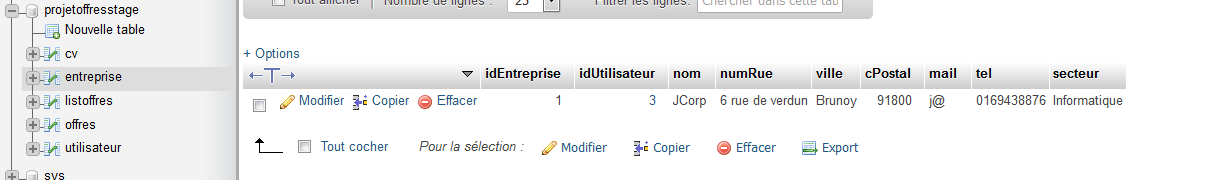 projetoffresstage
Nouvelle table
cv
entreprise
listoffres
offres
utilisateur
sys
Tout afficher Nombre de lignes : 25 Filtrer les lignes: Chercher dans cette tab
+ Options
idEntreprise idUtilisateur nom numRue ville cPostal mail tel secteur
Modifier Copier Effacer 1 3 JCorp 6 rue de verdun Brunoy 91800 j@ 0169438876 Informatique
Tout cocher Pour la sélection : Modifier Copier Effacer Export